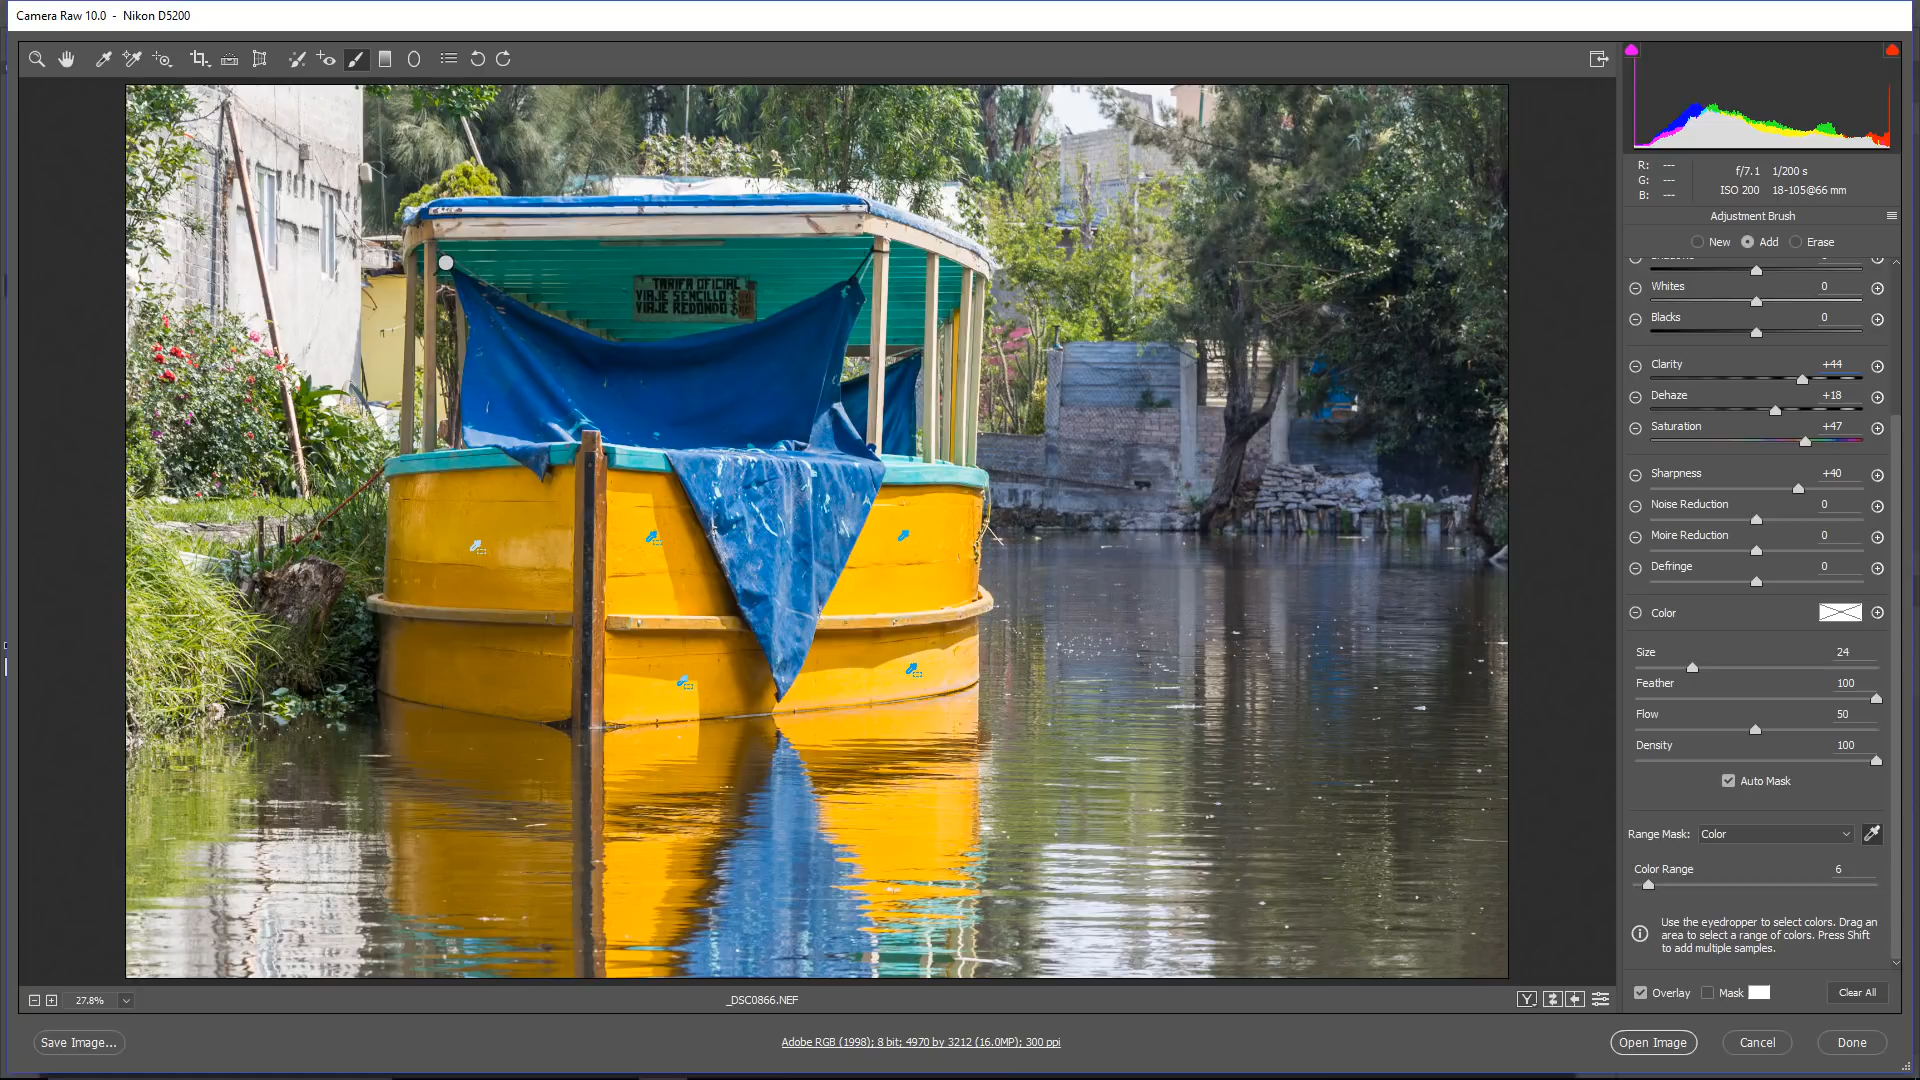 Camera Raw 10.0 - Nikon D5200
R: ---
G: ---
B: ---
f/7.1 1/200 s
ISO 200 18-105@66 mm
Adjustment Brush
New Add Erase
Whites 0
Blacks 0
Clarity +44
Dehaze +18
Saturation +47
Sharpness +40
Noise Reduction 0
Moire Reduction 0
Defringe 0
Color
Size 24
Feather 100
Flow 50
Density 100
Auto Mask
Range Mask: Color
Color Range 6
Use the eyedropper to select colors. Drag an
area to select a range of colors. Press Shift
to add multiple samples.
Overlay Mask Clear All
TARIFA OFICIAL
VIAJE SENCILLO $
VIAJE REDONDO $
27.8%
_DSC0866.NEF
Y
Save Image...
Adobe RGB (1998); 8 bit; 4970 by 3212 (16.0MP); 300 ppi
Open Image Cancel Done